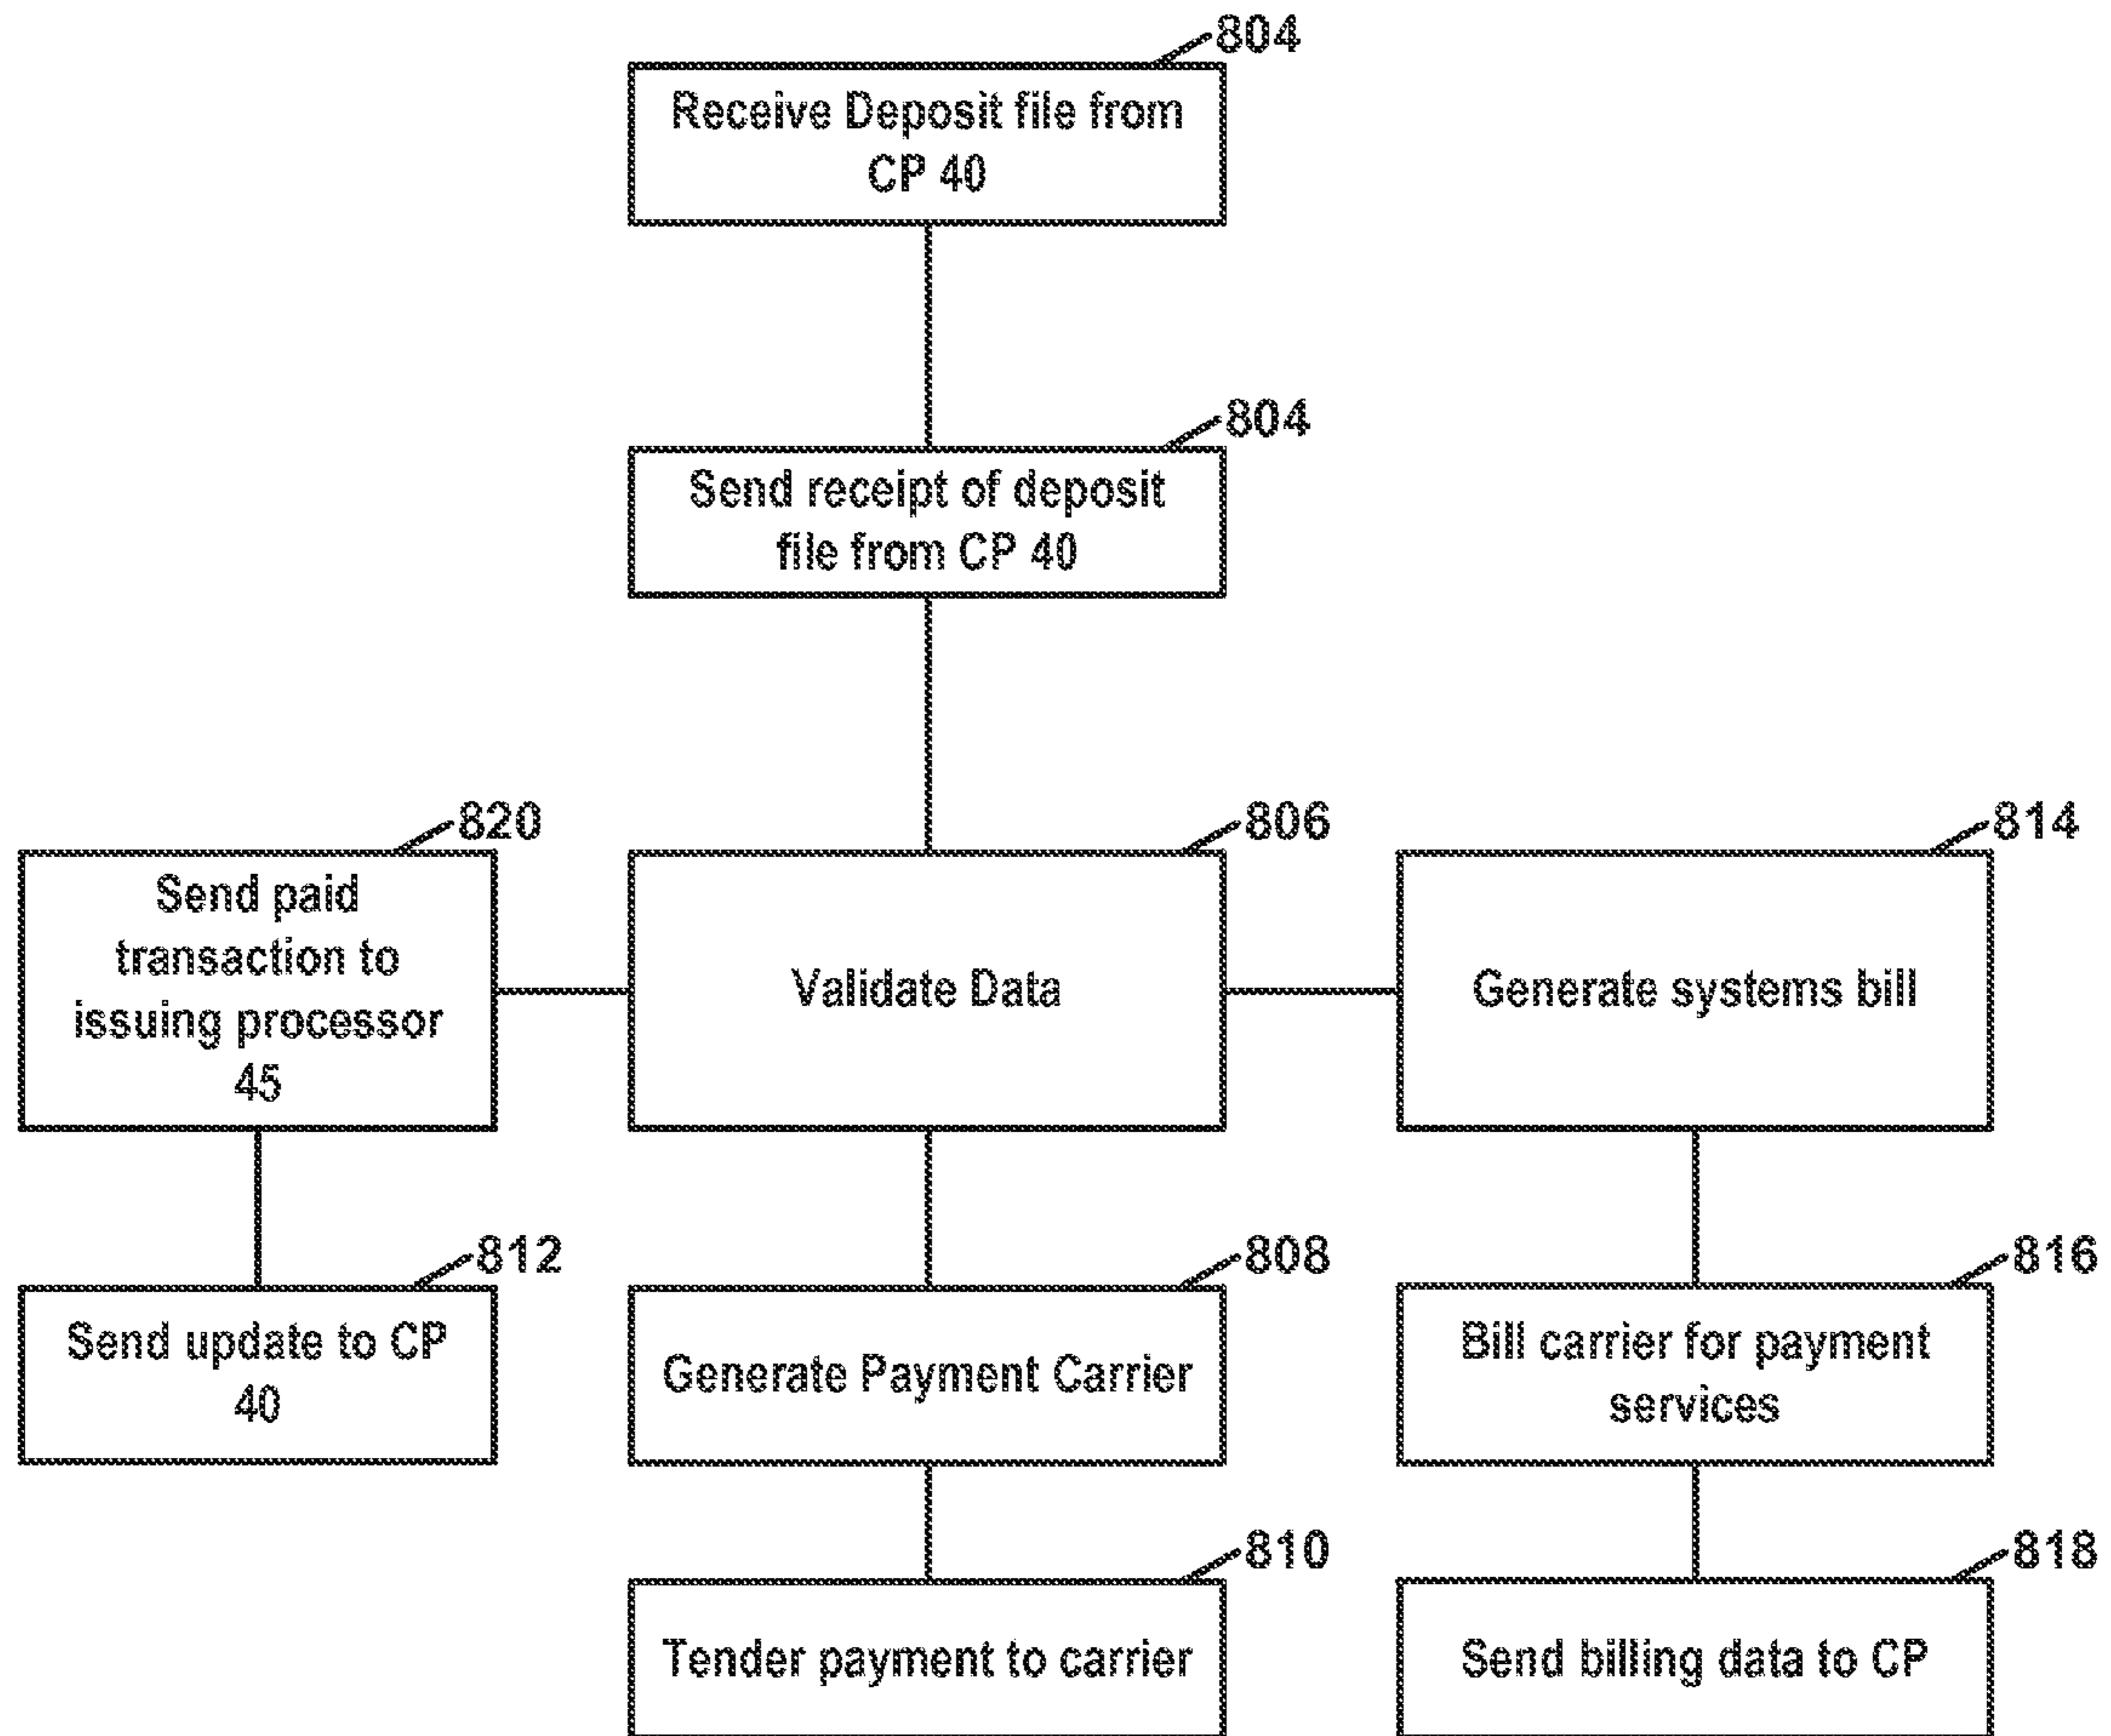 804
Receive Deposit file from
CP 40
804
Send receipt of deposit
file from CP 40
820
Send paid
transaction to
issuing processor
45
806
Validate Data
814
Generate systems bill
812
Send update to CP
40
808
Generate Payment Carrier
816
Bill carrier for payment
services
810
Tender payment to carrier
818
Send billing data to CP